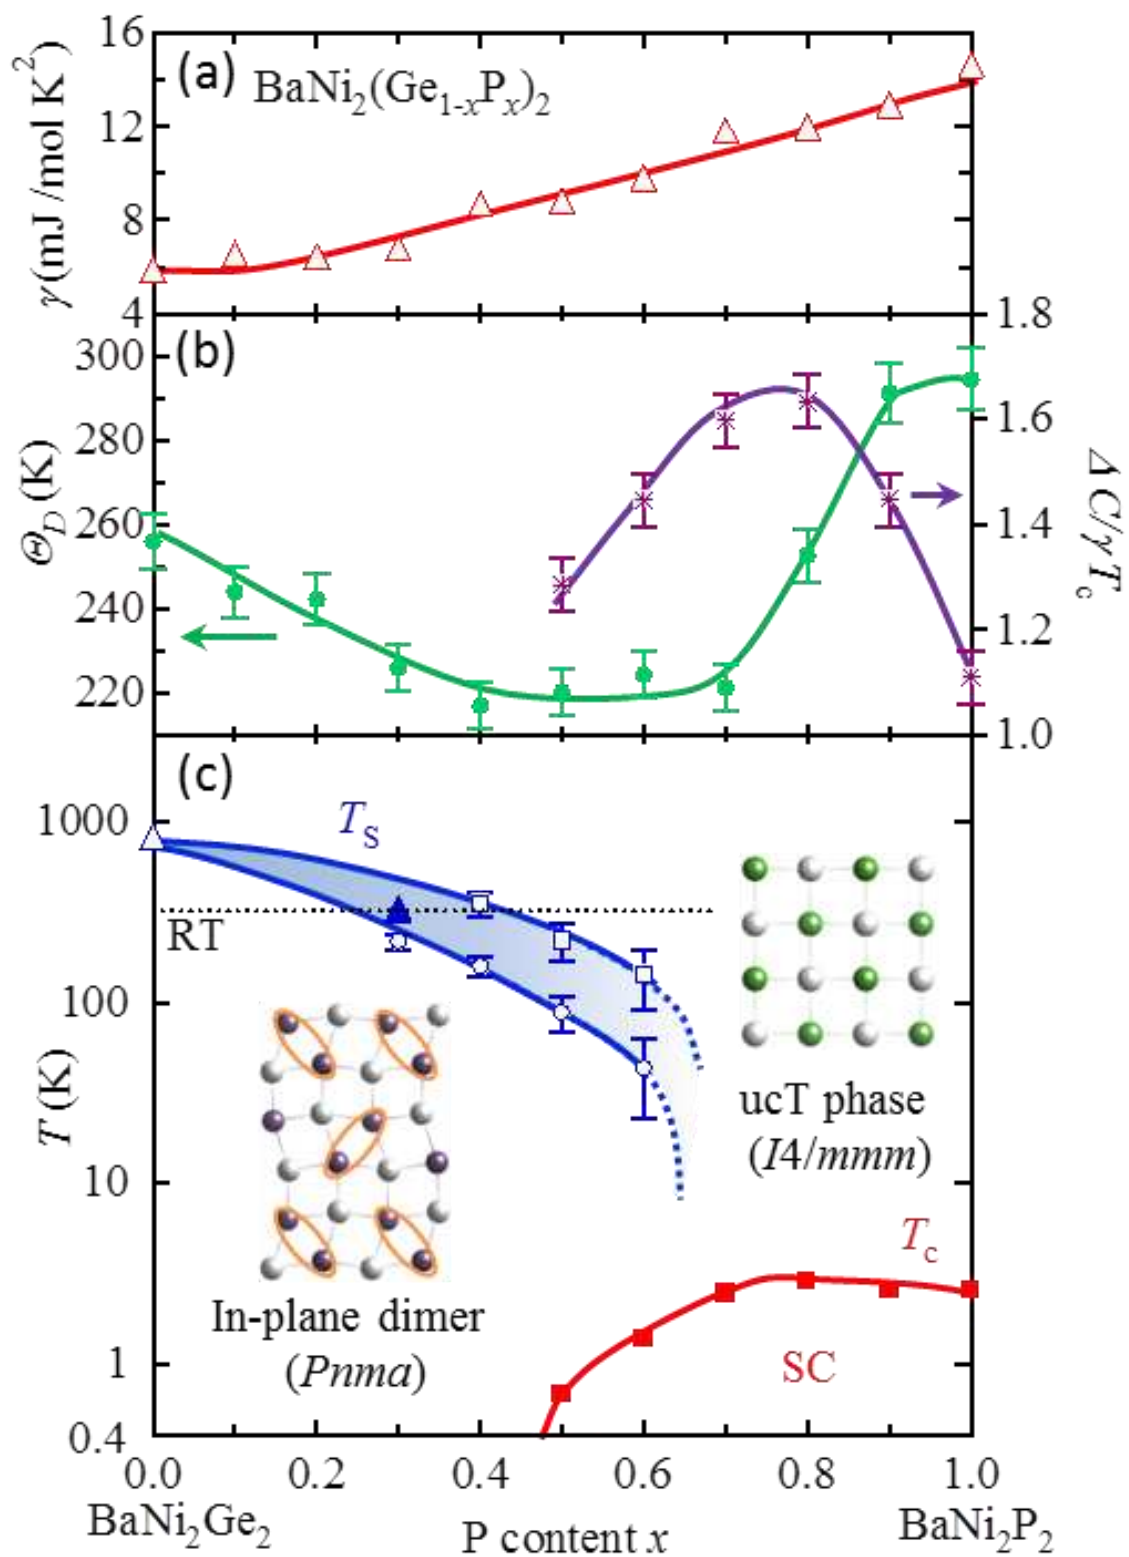 (a) BaNi2(Ge1-xPx)2
16
12
8
4
γ (mJ /mol K2)
(b)
300
280
260
240
220
Θ_D (K)
1.8
1.6
1.4
1.2
1.0
Δ C/γ Tc
(c)
1000
100
10
1
0.4
T (K)
TS
RT
ucT phase
(I4/mmm)
In-plane dimer
(Pnma)
Tc
SC
0.0 0.2 0.4 0.6 0.8 1.0
BaNi2Ge2 P content x BaNi2P2